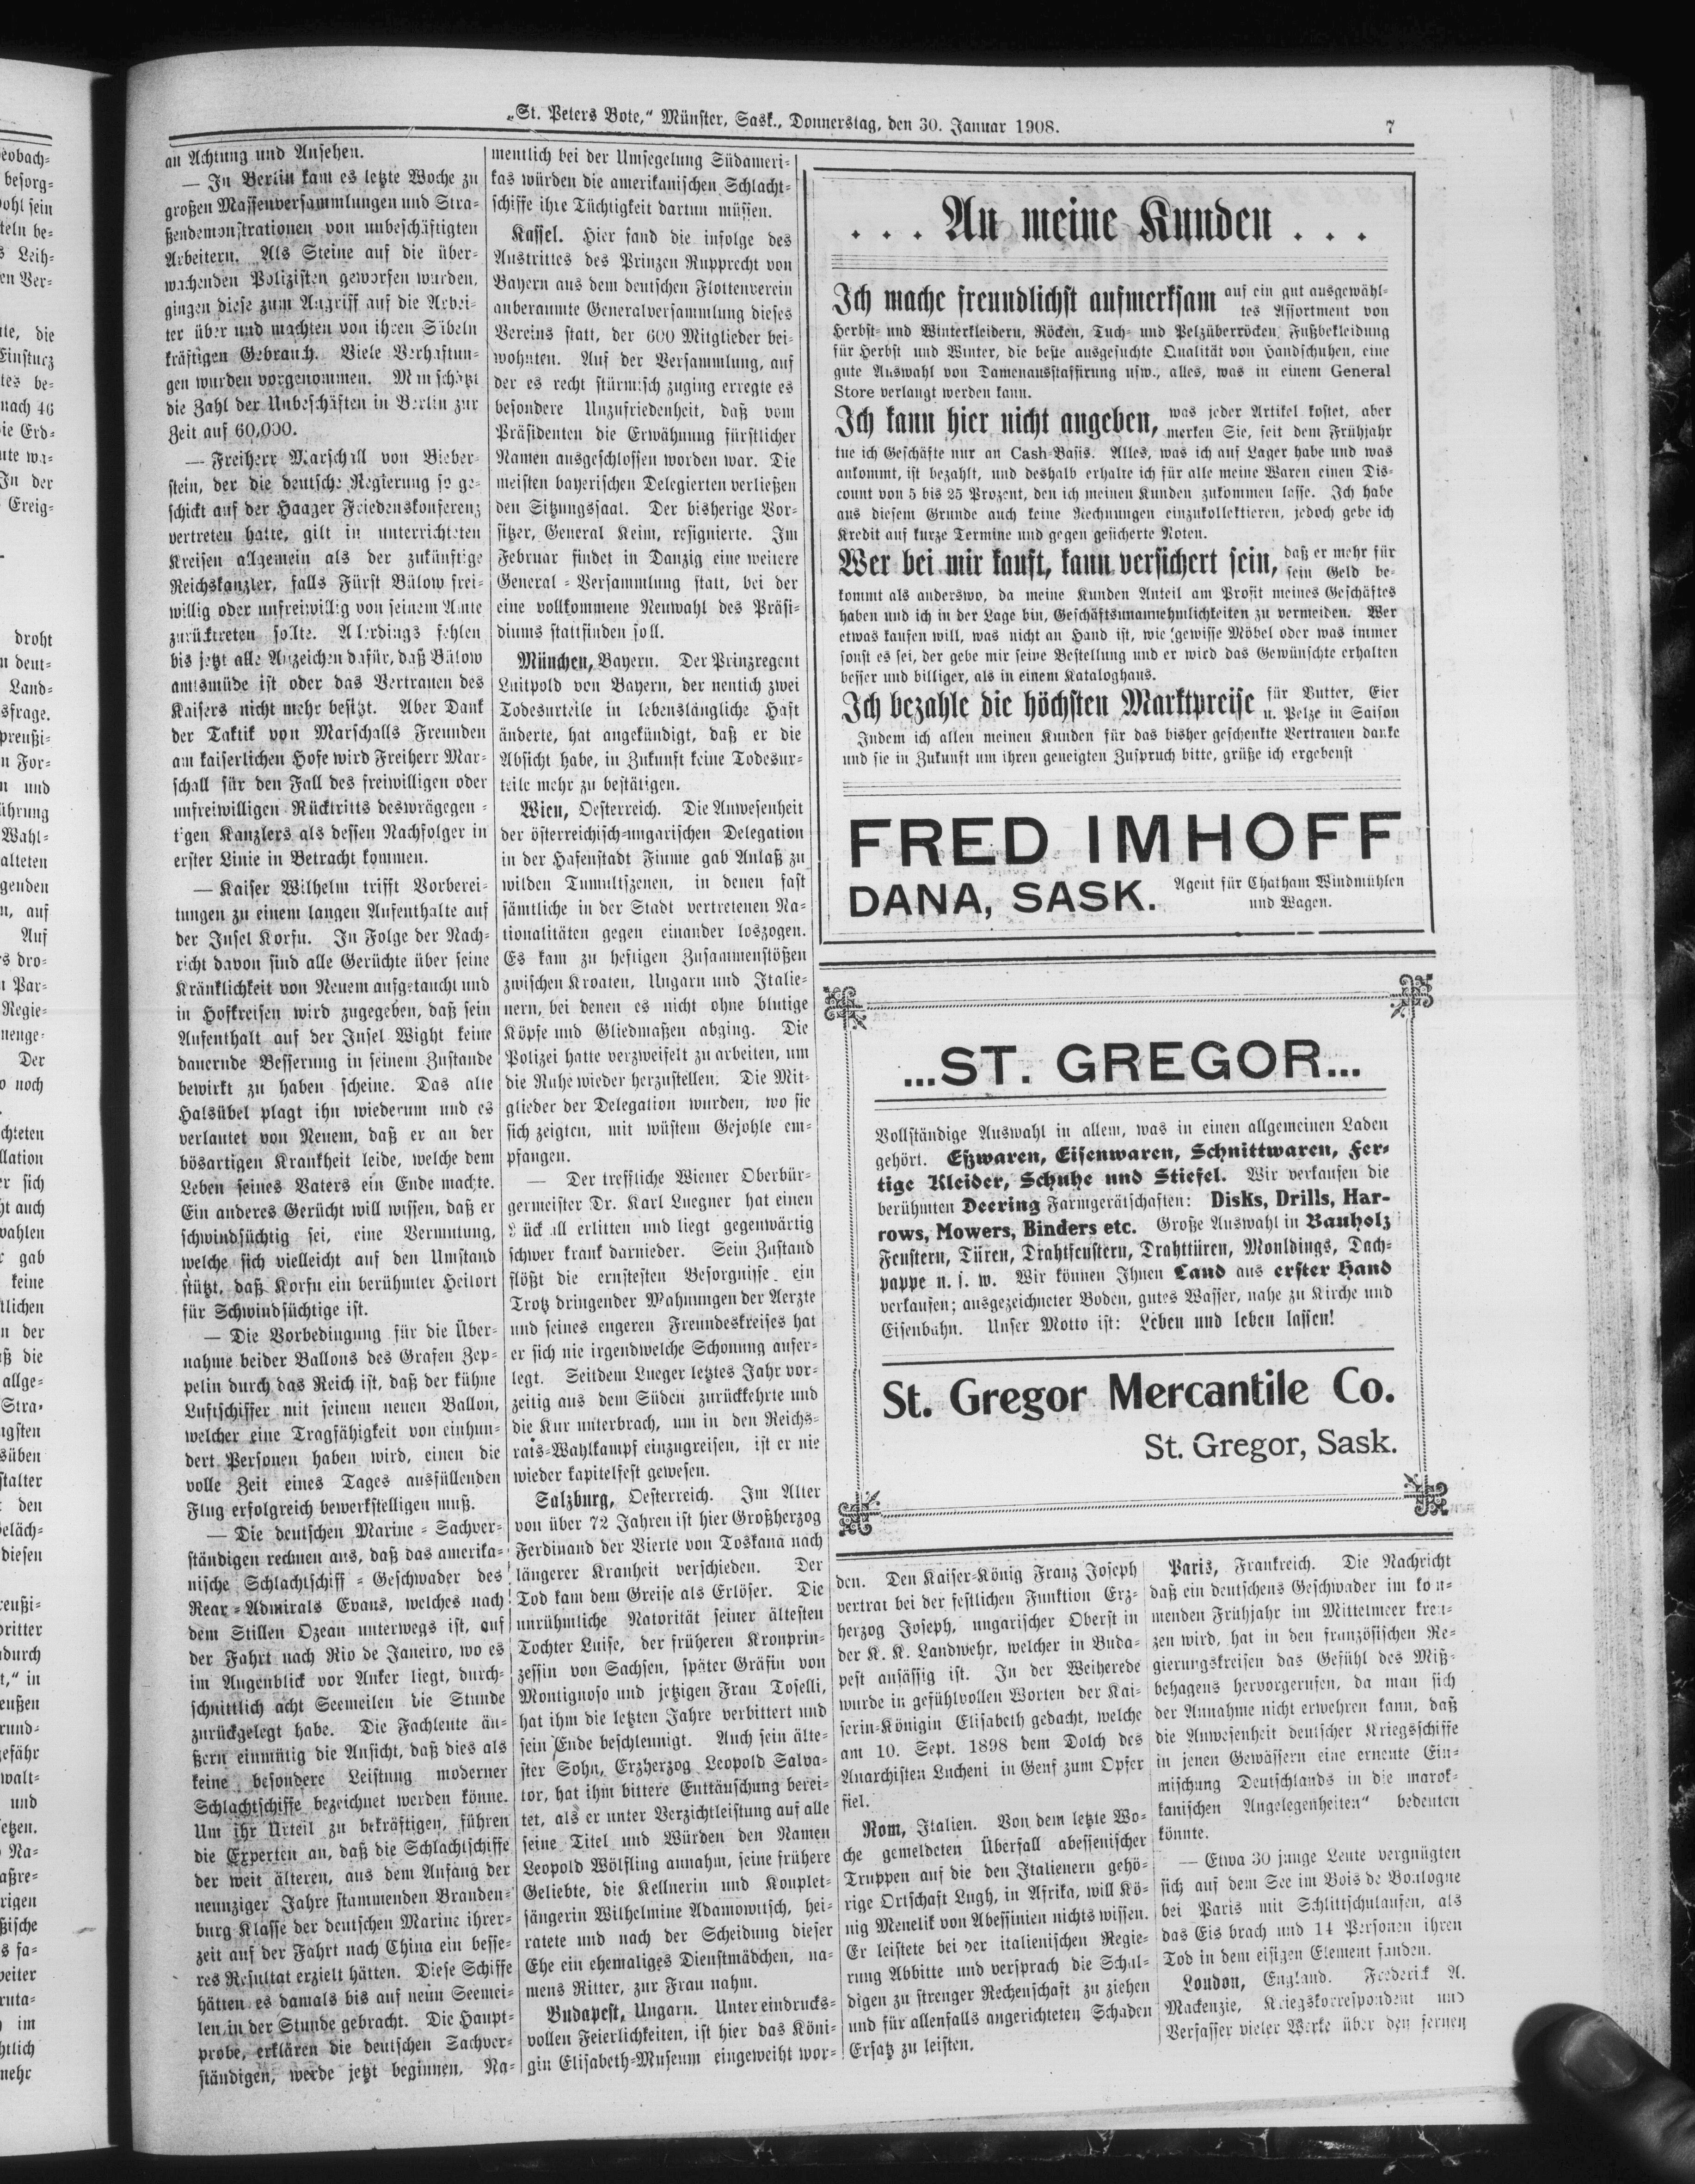 „St. Peters Bote,“ Münster, Sask., Donnerstag, den 30. Januar 1908.
7
an Achtung und Ansehen.
— In Berlin kam es letzte Woche zu
großen Massenversammlungen und Stra-
ßendemonstrationen von unbeschäftigten
Arbeitern. Als Steine auf die über-
wachenden Polizisten geworfen wurden,
gingen diese zum Angriff auf die Arbei-
ter über und machten von ihren Säbeln
kräftigen Gebrauch. Viele Verhaftun-
gen wurden vorgenommen. Man schätzt
die Zahl der Unbeschäften in Berlin zur
Zeit auf 60,000.
— Freiherr Marschall von Bieber-
stein, der die deutsche Regierung so ge-
schickt auf der Haager Friedenskonferenz
vertreten hatte, gilt in unterrichteten
Kreisen allgemein als der zukünftige
Reichskanzler, falls Fürst Bülow frei-
willig oder unfreiwillig von seinem Amte
zurücktreten sollte. Allerdings fehlen
bis jetzt alle Anzeichen dafür, daß Bülow
amtsmüde ist oder das Vertrauen des
Kaisers nicht mehr besitzt. Aber Dank
der Taktik von Marschalls Freunden
am kaiserlichen Hofe wird Freiherr Mar-
schall für den Fall des freiwilligen oder
unfreiwilligen Rücktritts deswrägegen-
tigen Kanzlers als dessen Nachfolger in
erster Linie in Betracht kommen.
— Kaiser Wilhelm trifft Vorberei-
tungen zu einem langen Aufenthalte auf
der Insel Korfu. In Folge der Nach-
richt davon sind alle Gerüchte über seine
Kränklichkeit von Neuem aufgetaucht und
in Hofkreisen wird zugegeben, daß sein
Aufenthalt auf der Insel Wight keine
dauernde Besserung in seinem Zustande
bewirkt zu haben scheine. Das alte
Halsübel plagt ihn wiederum und es
verlautet von Neuem, daß er an der
bösartigen Krankheit leide, welche dem
Leben seines Vaters ein Ende machte.
Ein anderes Gerücht will wissen, daß er
schwindsüchtig sei, eine Vermutung,
welche sich vielleicht auf den Umstand
stützt, daß Korfu ein berühmter Heilort
für Schwindsüchtige ist.
— Die Vorbedingung für die Über-
nahme beider Ballons des Grafen Zep-
pelin durch das Reich ist, daß der kühne
Luftschiffer mit seinem neuen Ballon,
welcher eine Tragfähigkeit von einhun-
dert Personen haben wird, einen die
volle Zeit eines Tages ausfüllenden
Flug erfolgreich bewerkstelligen muß.
— Die deutschen Marine-Sachver-
ständigen rechnen aus, daß das amerika-
nische Schlachtschiff-Geschwader des
Rear-Admirals Evans, welches nach
dem Stillen Ozean unterwegs ist, auf
der Fahrt nach Rio de Janeiro, wo es
im Augenblick vor Anker liegt, durch-
schnittlich acht Seemeilen die Stunde
zurückgelegt habe. Die Fachleute äu-
ßern einmütig die Ansicht, daß dies als
keine besondere Leistung moderner
Schlachtschiffe bezeichnet werden könne.
Um ihr Urteil zu bekräftigen, führen
die Experten an, daß die Schlachtschiffe
der weit älteren, aus dem Anfang der
neunziger Jahre stammenden Branden-
burg Klasse der deutschen Marine ihrer-
zeit auf der Fahrt nach China ein besse-
res Resultat erzielt hätten. Diese Schiffe
hätten es damals bis auf neun Seemei-
len in der Stunde gebracht. Die Haupt-
probe, erklären die deutschen Sachver-
ständigen, werde jetzt beginnen. Na-
mentlich bei der Umsegelung Südameri-
kas würden die amerikanischen Schlacht-
schiffe ihre Tüchtigkeit dartun müssen.
Kassel. Hier fand die infolge des
Austrittes des Prinzen Rupprecht von
Bayern aus dem deutschen Flottenverein
anberaumte Generalversammlung dieses
Vereins statt, der 600 Mitglieder bei-
wohnten. Auf der Versammlung, auf
der es recht stürmisch zuging erregte es
besondere Unzufriedenheit, daß vom
Präsidenten die Erwähnung fürstlicher
Namen ausgeschlossen worden war. Die
meisten bayerischen Delegierten verließen
den Sitzungssaal. Der bisherige Vor-
sitzer, General Keim, resignierte. Im
Februar findet in Danzig eine weitere
General-Versammlung statt, bei der
eine vollkommene Neuwahl des Präsi-
diums stattfinden soll.
München, Bayern. Der Prinzregent
Luitpold von Bayern, der neulich zwei
Todesurteile in lebenslängliche Haft
änderte, hat angekündigt, daß er die
Absicht habe, in Zukunft keine Todesur-
teile mehr zu bestätigen.
Wien, Oesterreich. Die Anwesenheit
der österreichisch-ungarischen Delegation
in der Hafenstadt Fiume gab Anlaß zu
wilden Tumultszenen, in denen fast
sämtliche in der Stadt vertretenen Na-
tionalitäten gegen einander loszogen.
Es kam zu heftigen Zusammenstößen
zwischen Kroaten, Ungarn und Italie-
nern, bei denen es nicht ohne blutige
Köpfe und Gliedmaßen abging. Die
Polizei hatte verzweifelt zu arbeiten, um
die Ruhe wieder herzustellen. Die Mit-
glieder der Delegation wurden, wo sie
sich zeigten, mit wüstem Gejohle em-
pfangen.
— Der treffliche Wiener Oberbür-
germeister Dr. Karl Luegner hat einen
erlitten und liegt gegenwärtig
schwer krank darnieder. Sein Zustand
flößt die ernstesten Besorgnisse ein
Trotz dringender Mahnungen der Aerzte
und seines engeren Freundeskreises hat
er sich nie irgendwelche Schonung aufer-
legt. Seitdem Lueger letztes Jahr vor-
zeitig aus dem Süden zurückkehrte und
die Kur unterbrach, um in den Reichs-
rats-Wahlkampf einzugreifen, ist er nie
wieder kapitelfest gewesen.
Salzburg, Oesterreich. Im Alter
von über 72 Jahren ist hier Großherzog
Ferdinand der Vierte von Toskana nach
längerer Kranheit verschieden. Der
Tod kam dem Greise als Erlöser. Die
unrühmliche Natorität seiner ältesten
Tochter Luise, der früheren Kronprin-
zessin von Sachsen, später Gräfin von
Montignoso und jetzigen Frau Toselli,
hat ihm die letzten Jahre verbittert und
sein Ende beschleunigt. Auch sein älte-
ster Sohn, Erzherzog Leopold Salva-
tor, hat ihm bittere Enttäuschung berei-
tet, als er unter Verzichtleistung auf alle
seine Titel und Würden den Namen
Leopold Wölfling annahm, seine frühere
Geliebte, die Kellnerin und Kouplet-
sängerin Wilhelmine Adamowitsch, hei-
ratete und nach der Scheidung dieser
Ehe ein ehemaliges Dienstmädchen, na-
mens Ritter, zur Frau nahm.
Budapest, Ungarn. Unter eindrucks-
vollen Feierlichkeiten, ist hier das Köni-
gin Elisabeth-Museum eingeweiht wor-
. . . An meine Kunden . . .
Ich mache freundlichst aufmerksam auf ein gut ausgewähl-
tes Assortment von
Herbst- und Winterkleidern, Röcken, Tuch- und Pelzüberröcken, Fußbekleidung
für Herbst und Winter, die beste ausgesuchte Qualität von Handschuhen, eine
gute Auswahl von Damenausstaffirung usw., alles, was in einem General
Store verlangt werden kann.
Ich kann hier nicht angeben, was jeder Artikel kostet, aber
merken Sie, seit dem Frühjahr
tue ich Geschäfte nur an Cash-Basis. Alles, was ich auf Lager habe und was
ankommt, ist bezahlt, und deshalb erhalte ich für alle meine Waren einen Dis-
count von 5 bis 25 Prozent, den ich meinen Kunden zukommen lasse. Ich habe
aus diesem Grunde auch keine Rechnungen einzukollektieren, jedoch gebe ich
Kredit auf kurze Termine und gegen gesicherte Noten.
Wer bei mir kauft, kann versichert sein, daß er mehr für
sein Geld be-
kommt als anderswo, da meine Kunden Anteil am Profit meines Geschäftes
haben und ich in der Lage bin, Geschäftsunannehmlichkeiten zu vermeiden. Wer
etwas kaufen will, was nicht an Hand ist, wie gewisse Möbel oder was immer
sonst es sei, der gebe mir seine Bestellung und er wird das Gewünschte erhalten
besser und billiger, als in einem Kataloghaus.
Ich bezahle die höchsten Marktpreise für Butter, Eier
u. Pelze in Saison
Indem ich allen meinen Kunden für das bisher geschenkte Vertrauen danke
und sie in Zukunft um ihren geneigten Zuspruch bitte, grüße ich ergebenst
FRED IMHOFF
DANA, SASK. Agent für Chatham Windmühlen
und Wagen.
...ST. GREGOR...
Vollständige Auswahl in allem, was in einen allgemeinen Laden
gehört. Eßwaren, Eisenwaren, Schnittwaren, Fer-
tige Kleider, Schuhe und Stiefel. Wir verkaufen die
berühmten Deering Farmgerätschaften: Disks, Drills, Har-
rows, Mowers, Binders etc. Große Auswahl in Bauholz
Fenstern, Türen, Drahtfenstern, Drahttüren, Mouldings, Dach-
pappe u. s. w. Wir können Ihnen Land aus erster Hand
verkaufen; ausgezeichneter Boden, gutes Wasser, nahe zu Kirche und
Eisenbahn. Unser Motto ist: Leben und leben lassen!
St. Gregor Mercantile Co.
St. Gregor, Sask.
den. Den Kaiser-König Franz Joseph
vertrat bei der festlichen Funktion Erz-
herzog Joseph, ungarischer Oberst in
der K. K. Landwehr, welcher in Buda-
pest ansässig ist. In der Weiherede
wurde in gefühlvollen Worten der Kai-
serin-Königin Elisabeth gedacht, welche
am 10. Sept. 1898 dem Dolch des
Anarchisten Lucheni in Genf zum Opfer
fiel.
Rom, Italien. Von dem letzte Wo-
che gemeldeten Überfall abessenischer
Truppen auf die den Italienern gehö-
rige Ortschaft Lugh, in Afrika, will Kö-
nig Menelik von Abessinien nichts wissen.
Er leistete bei der italienischen Regie-
rung Abbitte und versprach die Schul-
digen zu strenger Rechenschaft zu ziehen
und für allenfalls angerichteten Schaden
Ersatz zu leisten.
Paris, Frankreich. Die Nachricht
daß ein deutschens Geschwader im kom-
menden Frühjahr im Mittelmeer kreu-
zen wird, hat in den französischen Re-
gierungskreisen das Gefühl des Miß-
behagens hervorgerufen, da man sich
der Annahme nicht erwehren kann, daß
die Anwesenheit deutscher Kriegsschiffe
in jenen Gewässern eine erneute Ein-
mischung Deutschlands in die marok-
kanischen Angelegenheiten“ bedeuten
könnte.
— Etwa 30 junge Leute vergnügten
sich auf dem See im Bois de Boulogne
bei Paris mit Schlittschulaufen, als
das Eis brach und 14 Personen ihren
Tod in dem eisigen Element fanden.
London, England. Frederik A.
Mackenzie, Kriegskorrespondent und
Verfasser vieler Werke über den fernen